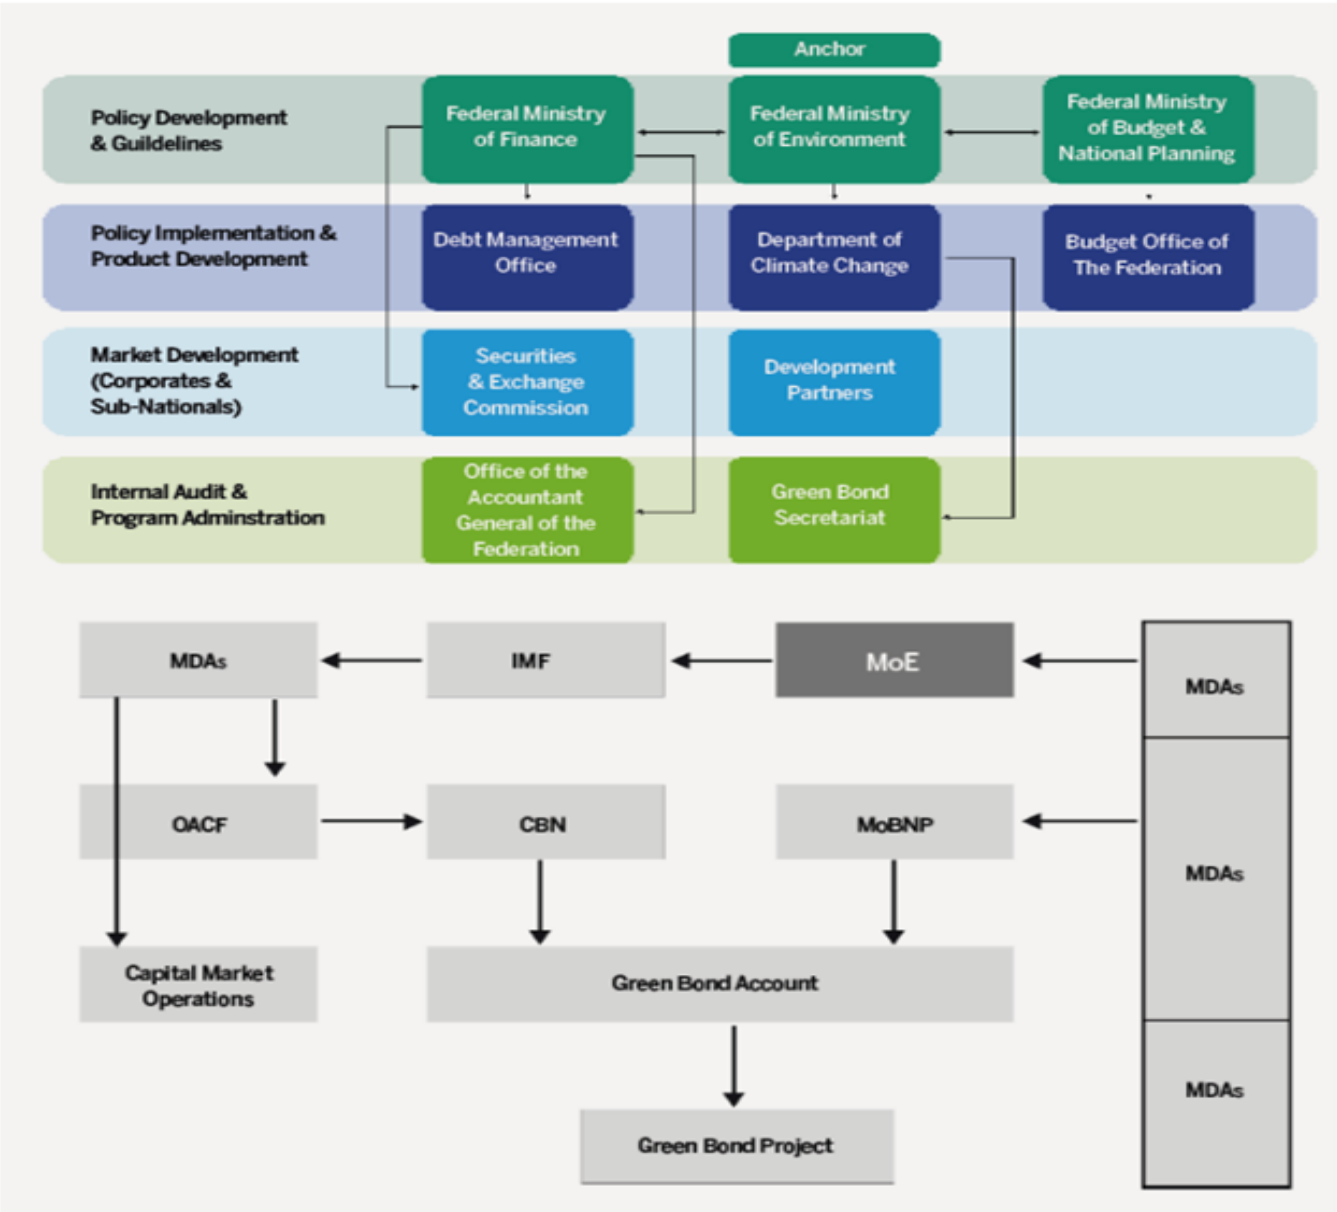 Anchor
Policy Development
& Guildelines
Federal Ministry
of Finance
Federal Ministry
of Environment
Federal Ministry
of Budget &
National Planning
Policy Implementation &
Product Development
Debt Management
Office
Department of
Climate Change
Budget Office of
The Federation
Market Development
(Corporates &
Sub-Nationals)
Securities
& Exchange
Commission
Development
Partners
Internal Audit &
Program Adminstration
Office of the
Accountant
General of the
Federation
Green Bond
Secretariat
MDAs
IMF
MoE
MDAs
OACF
CBN
MoBNP
MDAs
Capital Market
Operations
Green Bond Account
MDAs
Green Bond Project